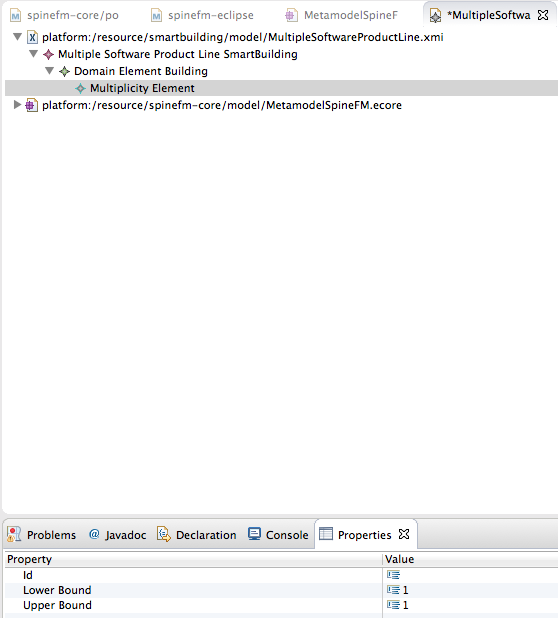 spinefm-core/po spinefm-eclipse MetamodelSpineF *MultipleSoftwa
platform:/resource/smartbuilding/model/MultipleSoftwareProductLine.xmi
Multiple Software Product Line SmartBuilding
Domain Element Building
Multiplicity Element
platform:/resource/spinefm-core/model/MetamodelSpineFM.ecore
Problems @ Javadoc Declaration Console Properties
Property Value
Id
Lower Bound 1
Upper Bound 1